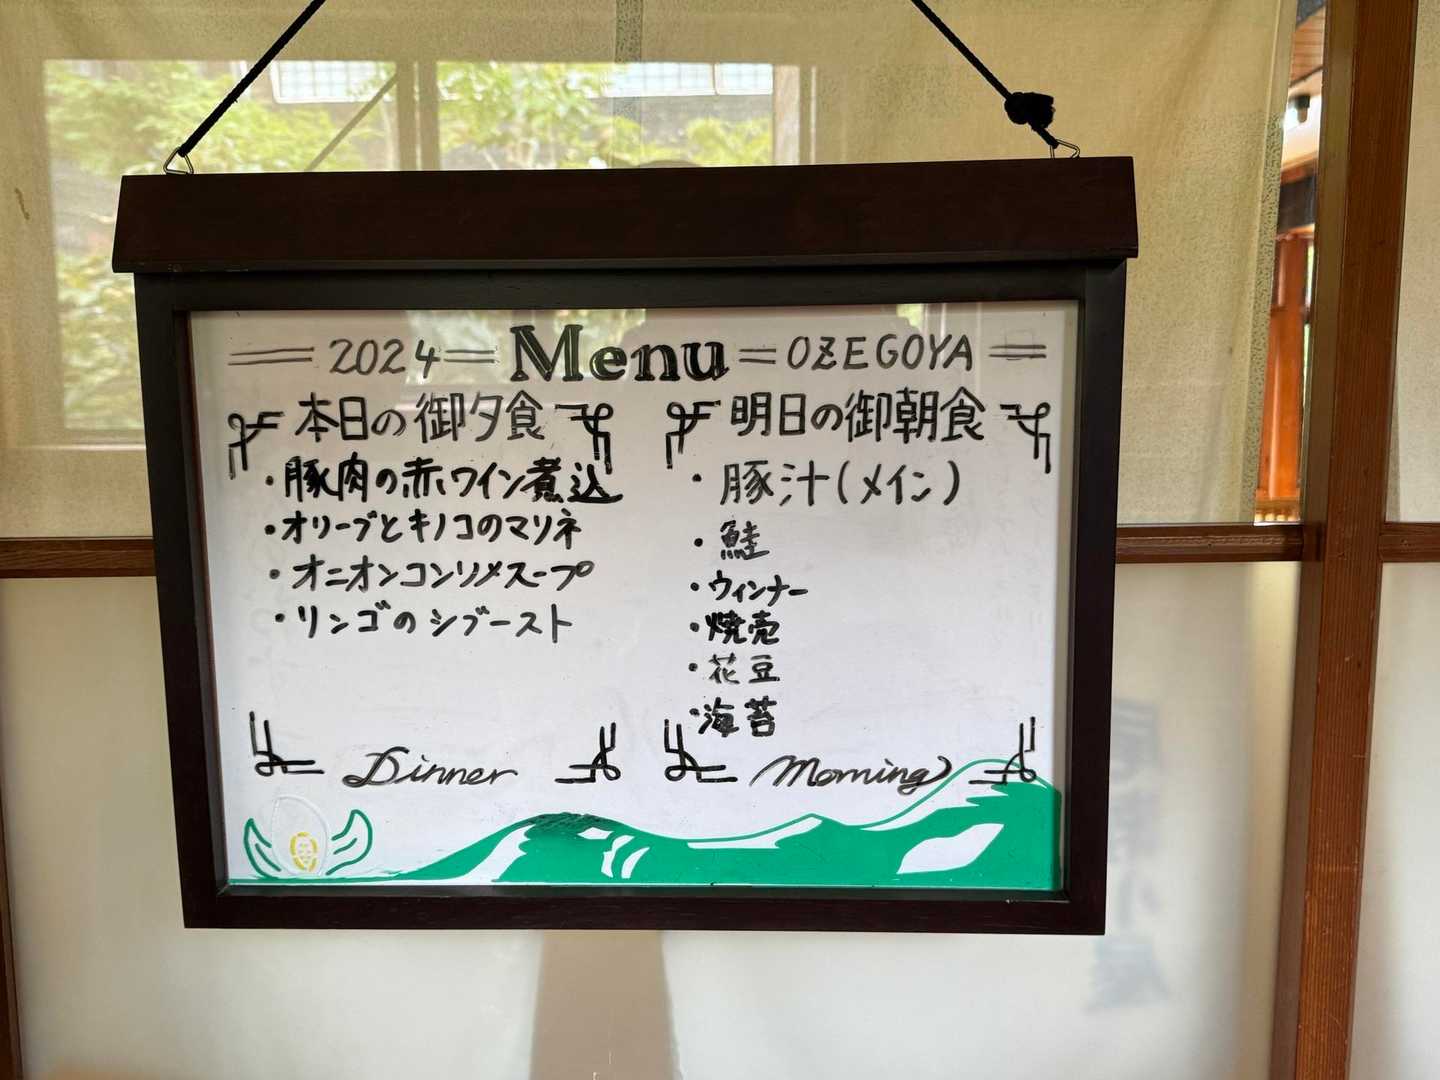 2024 Menu OZEGOYA
本日の御夕食
・豚肉の赤ワイン煮込
・オリーブとキノコのマリネ
・オニオンコンソメスープ
・リンゴのシブースト
Dinner
明日の御朝食
・豚汁(メイン)
・鮭
・ウィンナー
・焼売
・花豆
・海苔
Morning